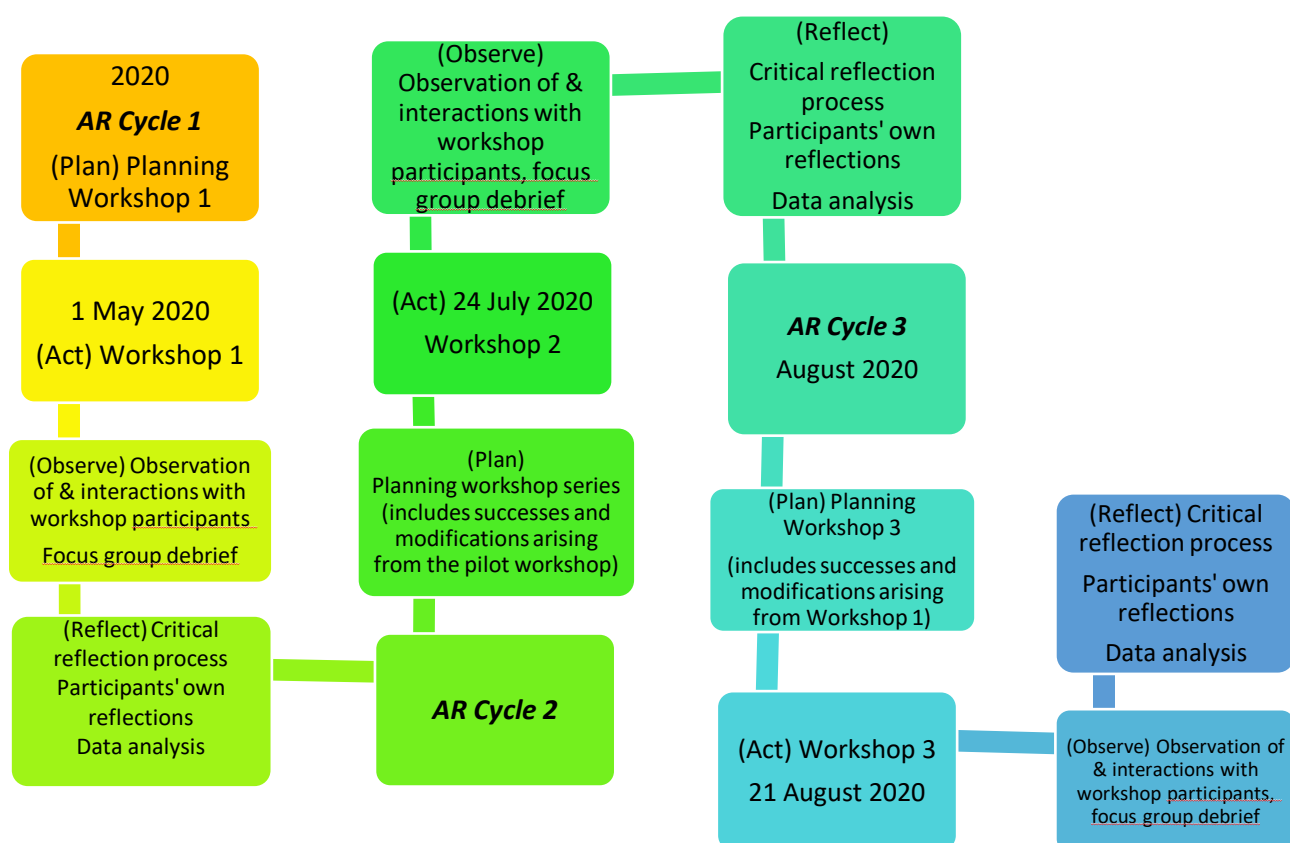 2020
AR Cycle 1
(Plan) Planning
Workshop 1
1 May 2020
(Act) Workshop 1
(Observe) Observation
of & interactions with
workshop participants
Focus group debrief
(Reflect) Critical
reflection process
Participants' own
reflections
Data analysis
AR Cycle 2
(Plan)
Planning workshop series
(includes successes and
modifications arising
from the pilot workshop)
(Act) 24 July 2020
Workshop 2
(Observe)
Observation of &
interactions with
workshop
participants, focus
group debrief
(Reflect)
Critical reflection
process
Participants' own
reflections
Data analysis
AR Cycle 3
August 2020
(Plan) Planning
Workshop 3
(includes successes and
modifications arising
from Workshop 1)
(Act) Workshop 3
21 August 2020
(Observe) Observation of
& interactions with
workshop participants,
focus group debrief
(Reflect) Critical
reflection process
Participants' own
reflections
Data analysis